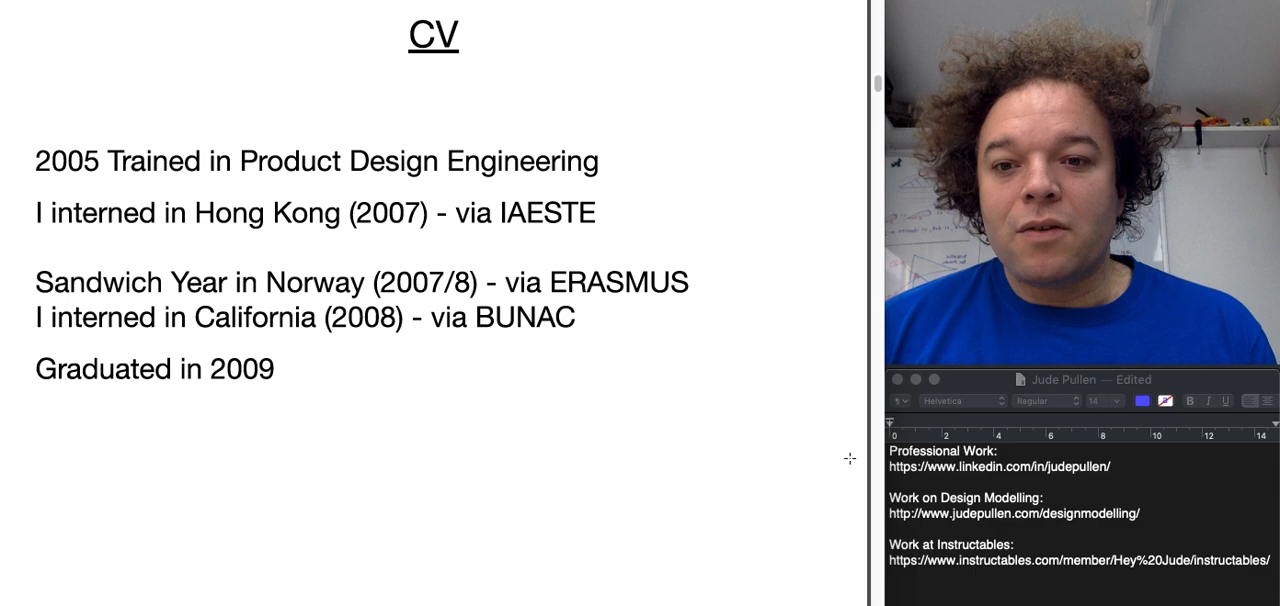 CV
2005 Trained in Product Design Engineering
I interned in Hong Kong (2007) - via IAESTE
Sandwich Year in Norway (2007/8) - via ERASMUS
I interned in California (2008) - via BUNAC
Graduated in 2009
Jude Pullen — Edited
¶ Helvetica Regular 14 a B I U
0 2 4 6 8 10 12 14
Professional Work:
https://www.linkedin.com/in/judepullen/
Work on Design Modelling:
http://www.judepullen.com/designmodelling/
Work at Instructables:
https://www.instructables.com/member/Hey%20Jude/instructables/